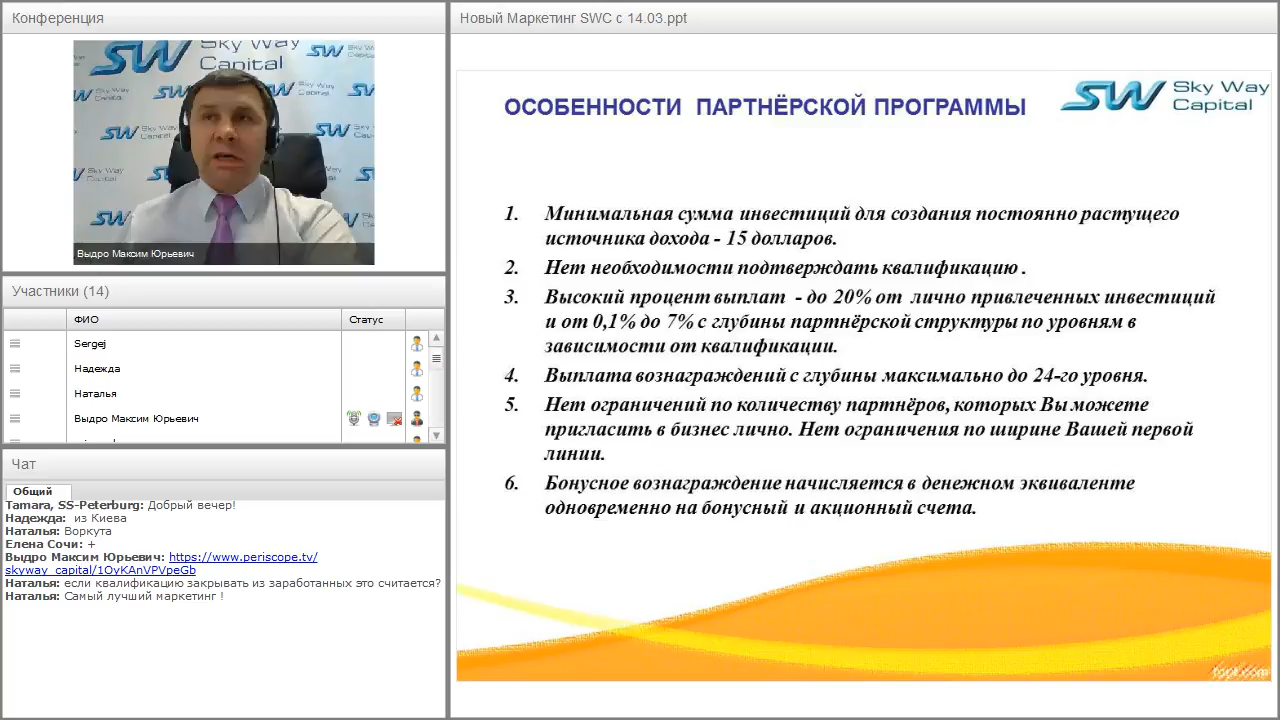 Конференция
SW Sky Way Capital
Выдро Максим Юрьевич
Участники (14)
ФИО
Статус
Sergej
Надежда
Наталья
Выдро Максим Юрьевич
Чат
Общий
Tamara, SS-Peterburg: Добрый вечер!
Надежда: из Киева
Наталья: Воркута
Елена Сочи: +
Выдро Максим Юрьевич: https://www.periscope.tv/
skyway_capital/1OyKAnVPVpeGb
Наталья: если квалификацию закрывать из заработанных это считается?
Наталья: Самый лучший маркетинг !
Новый Маркетинг SWC с 14.03.ppt
ОСОБЕННОСТИ ПАРТНЁРСКОЙ ПРОГРАММЫ
SW Sky Way
Capital
1. Минимальная сумма инвестиций для создания постоянно растущего
источника дохода - 15 долларов.
2. Нет необходимости подтверждать квалификацию .
3. Высокий процент выплат - до 20% от лично привлеченных инвестиций
и от 0,1% до 7% с глубины партнёрской структуры по уровням в
зависимости от квалификации.
4. Выплата вознаграждений с глубины максимально до 24-го уровня.
5. Нет ограничений по количеству партнёров, которых Вы можете
пригласить в бизнес лично. Нет ограничения по ширине Вашей первой
линии.
6. Бонусное вознаграждение начисляется в денежном эквиваленте
одновременно на бонусный и акционный счета.
fppt.com